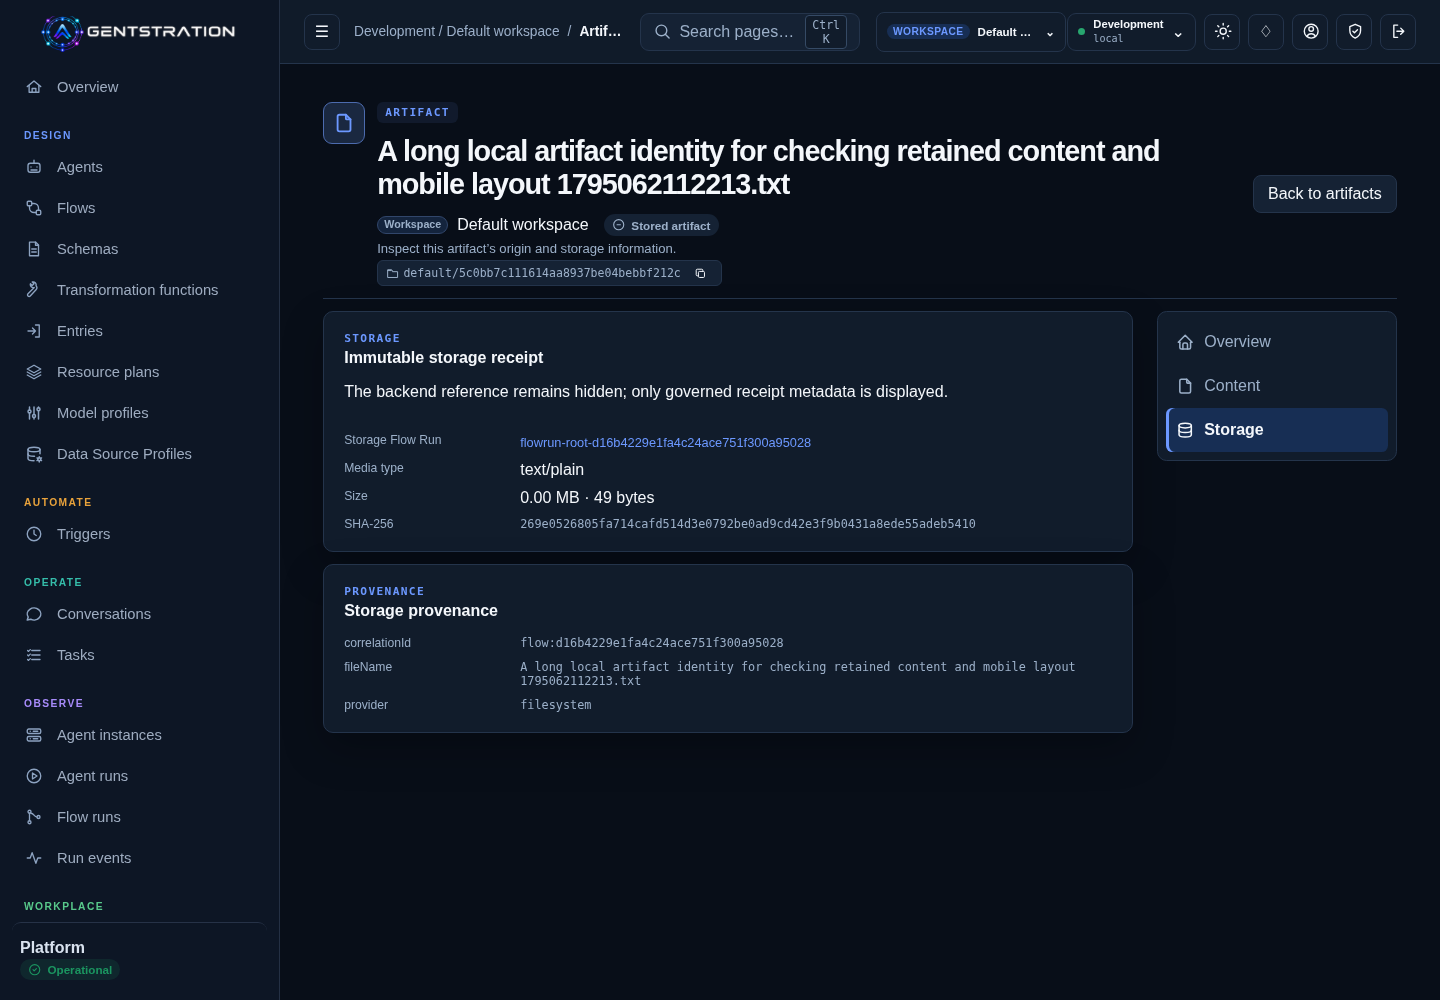 GENTSTRATION
Overview
DESIGN
Agents
Flows
Schemas
Transformation functions
Entries
Resource plans
Model profiles
Data Source Profiles
AUTOMATE
Triggers
OPERATE
Conversations
Tasks
OBSERVE
Agent instances
Agent runs
Flow runs
Run events
WORKPLACE
Platform
Operational
Development / Default workspace / Artif…
Search pages… Ctrl K
WORKSPACE Default …
Development
local
ARTIFACT
A long local artifact identity for checking retained content and
mobile layout 1795062112213.txt
Back to artifacts
Workspace Default workspace Stored artifact
Inspect this artifact’s origin and storage information.
default/5c0bb7c111614aa8937be04bebbf212c
STORAGE
Immutable storage receipt
The backend reference remains hidden; only governed receipt metadata is displayed.
Storage Flow Run flowrun-root-d16b4229e1fa4c24ace751f300a95028
Media type text/plain
Size 0.00 MB · 49 bytes
SHA-256 269e0526805fa714cafd514d3e0792be0ad9cd42e3f9b0431a8ede55adeb5410
PROVENANCE
Storage provenance
correlationId flow:d16b4229e1fa4c24ace751f300a95028
fileName A long local artifact identity for checking retained content and mobile layout
1795062112213.txt
provider filesystem
Overview
Content
Storage